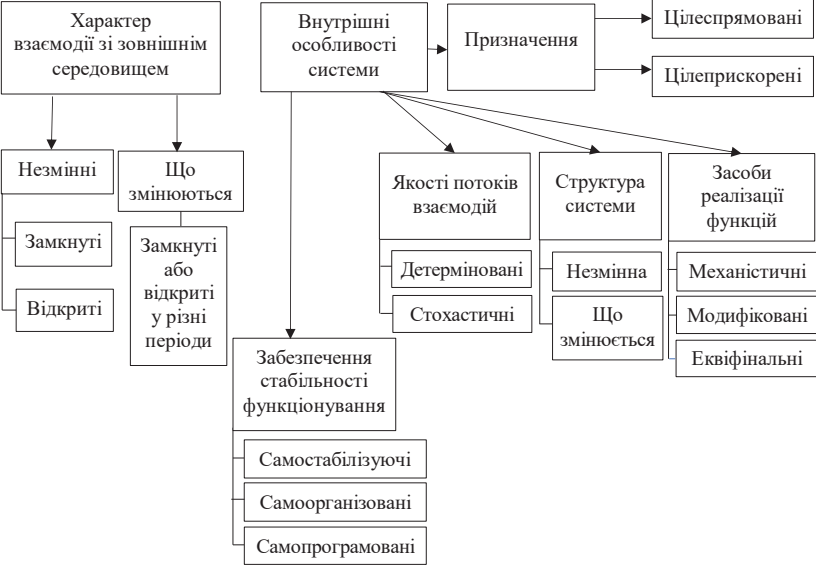 Характер
взаємодії зі зовнішнім
середовищем
Незмінні
Замкнуті
Відкриті
Що
змінюються
Замкнуті
або
відкриті
у різні
періоди
Внутрішні
особливості
системи
Призначення
Цілеспрямовані
Цілеприскорені
Забезпечення
стабільності
функціонування
Самостабілізуючі
Самоорганізовані
Самопрограмовані
Якості потоків
взаємодій
Детерміновані
Стохастичні
Структура
системи
Незмінна
Що
змінюється
Засоби
реалізації
функцій
Механістичні
Модифіковані
Еквіфінальні